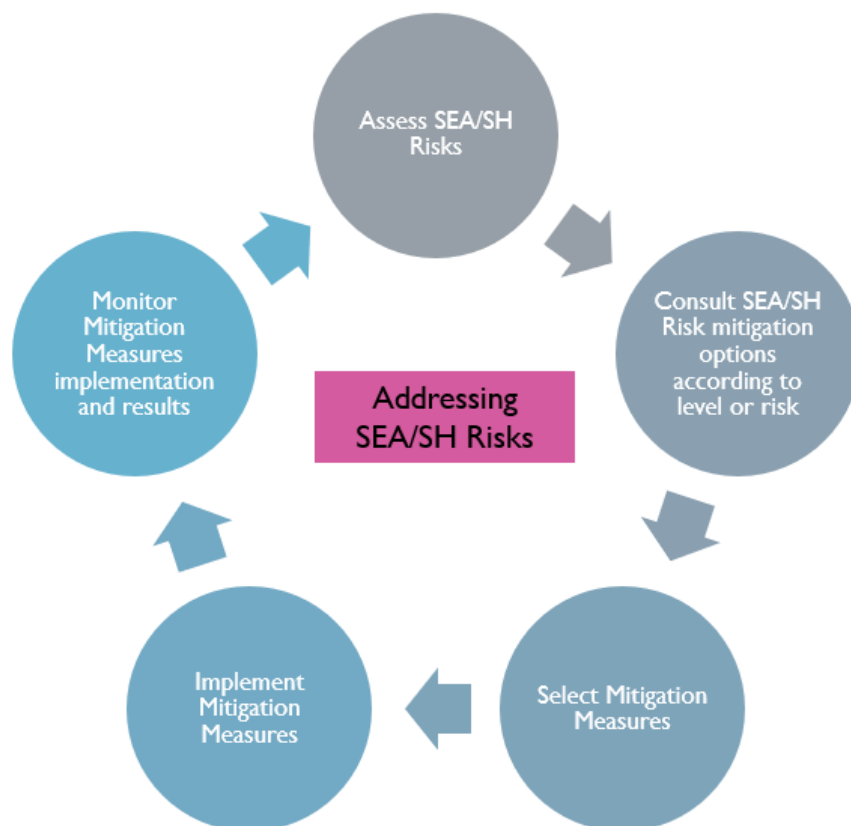 Assess SEA/SH
Risks
Consult SEA/SH
Risk mitigation
options
according to
level or risk
Select Mitigation
Measures
Implement
Mitigation
Measures
Monitor
Mitigation
Measures
implementation
and results
Addressing
SEA/SH Risks